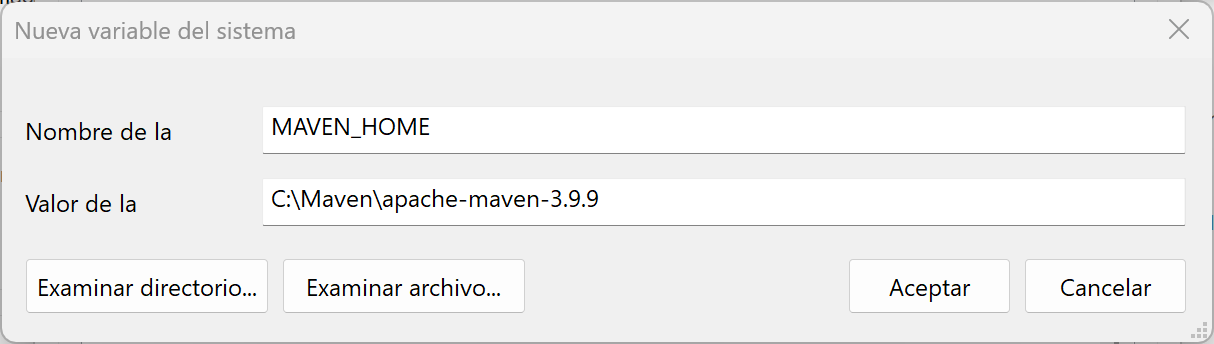 Nueva variable del sistema
Nombre de la
MAVEN_HOME
Valor de la
C:\Maven\apache-maven-3.9.9
Examinar directorio...
Examinar archivo...
Aceptar
Cancelar